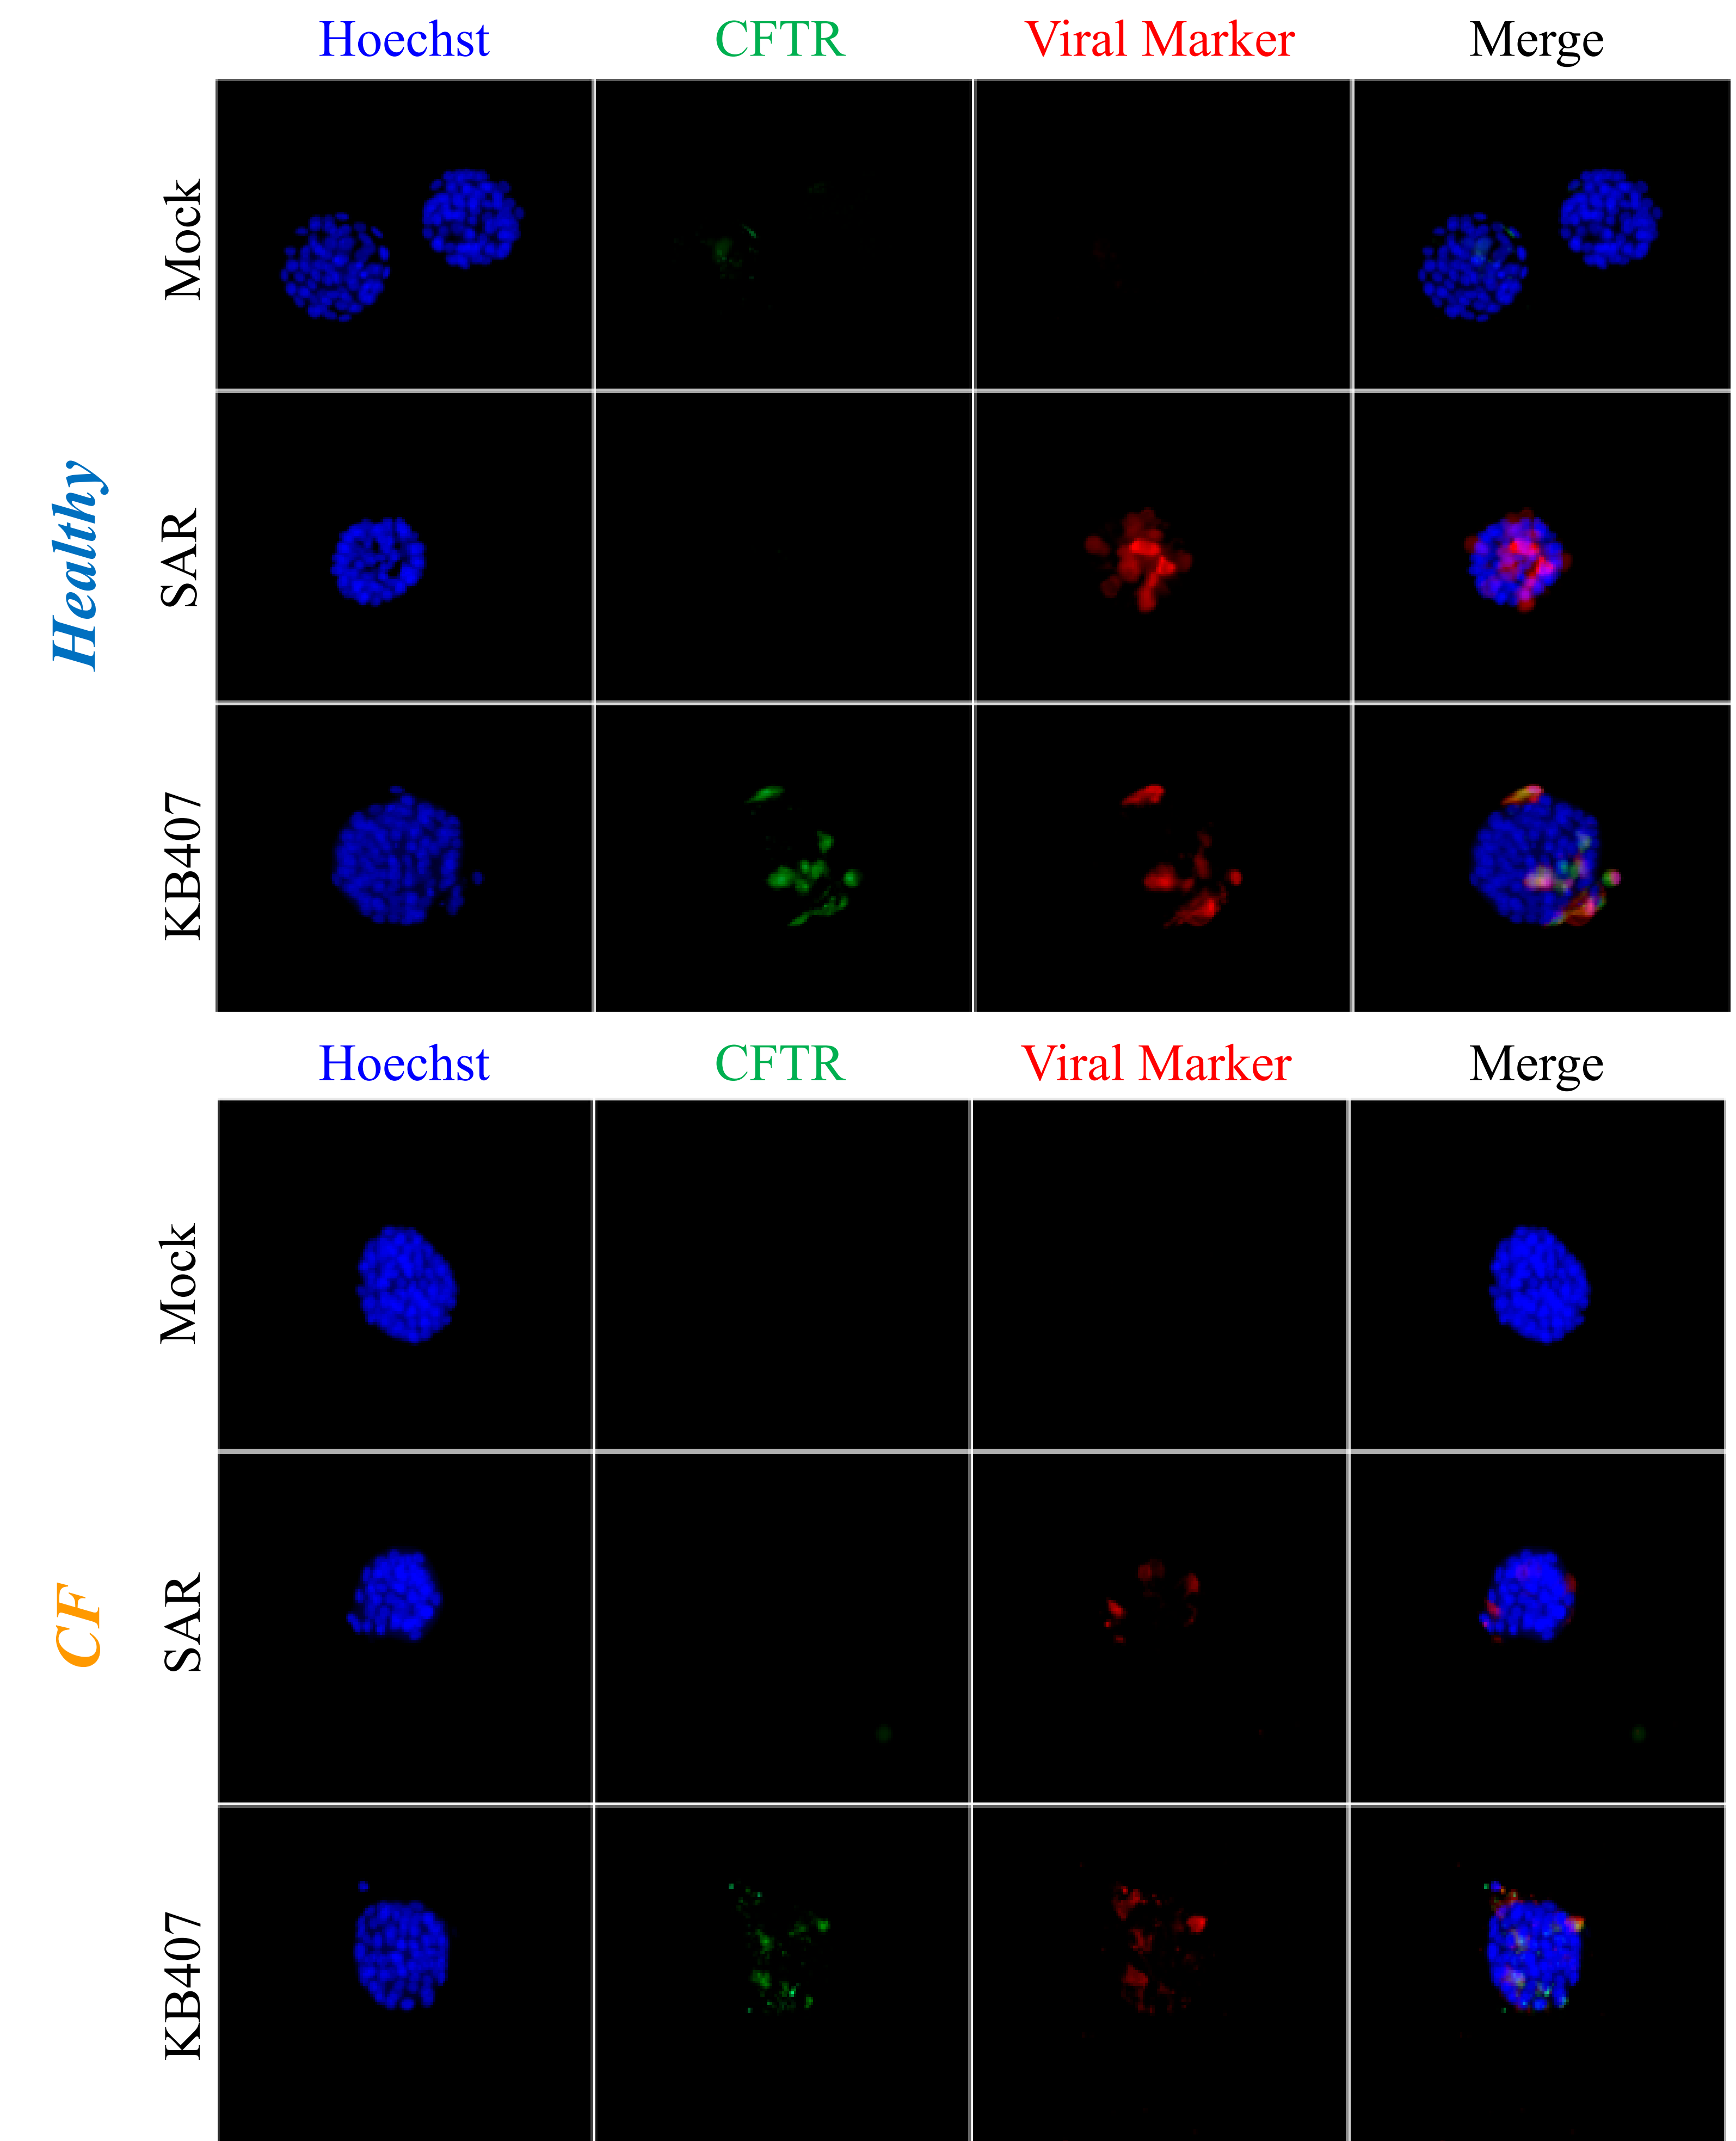 Hoechst CFTR Viral Marker Merge
Healthy
Mock
SAR
KB407
Hoechst CFTR Viral Marker Merge
CF
Mock
SAR
KB407